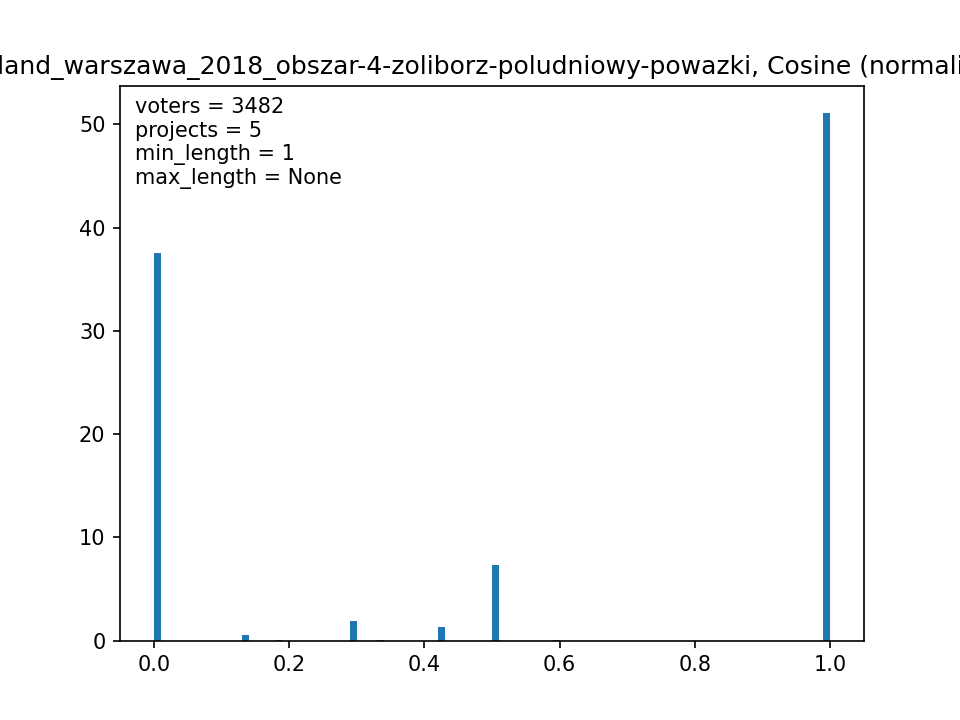 land_warszawa_2018_obszar-4-zoliborz-poludniowy-powazki, Cosine (normali
voters = 3482
projects = 5
min_length = 1
max_length = None
50
40
30
20
10
0
0.0 0.2 0.4 0.6 0.8 1.0